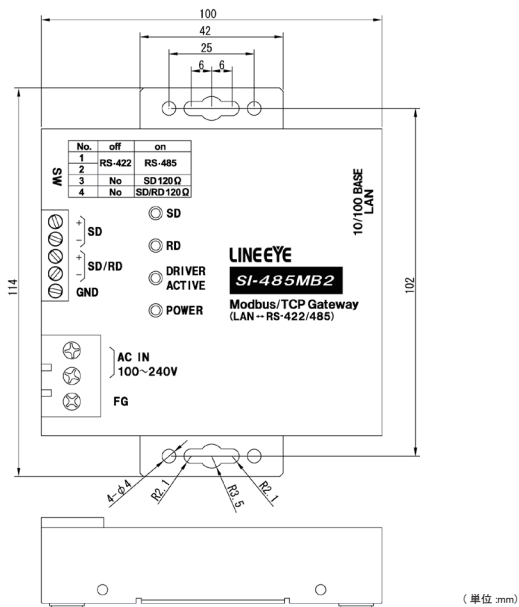 100
42
25
6 6
No. off on
1 RS-422 RS-485
2
3 No SD120Ω
4 No SD/RD120Ω
SW
10/100 BASE
LAN
+
- SD
+
- SD/RD
GND
SD
RD
DRIVER
ACTIVE
POWER
LINEEYE
SI-485MB2
Modbus/TCP Gateway
(LAN↔RS-422/485)
AC IN
100~240V
FG
114
102
4-φ4
R2.1
R3.5
R2.1
(単位:mm)